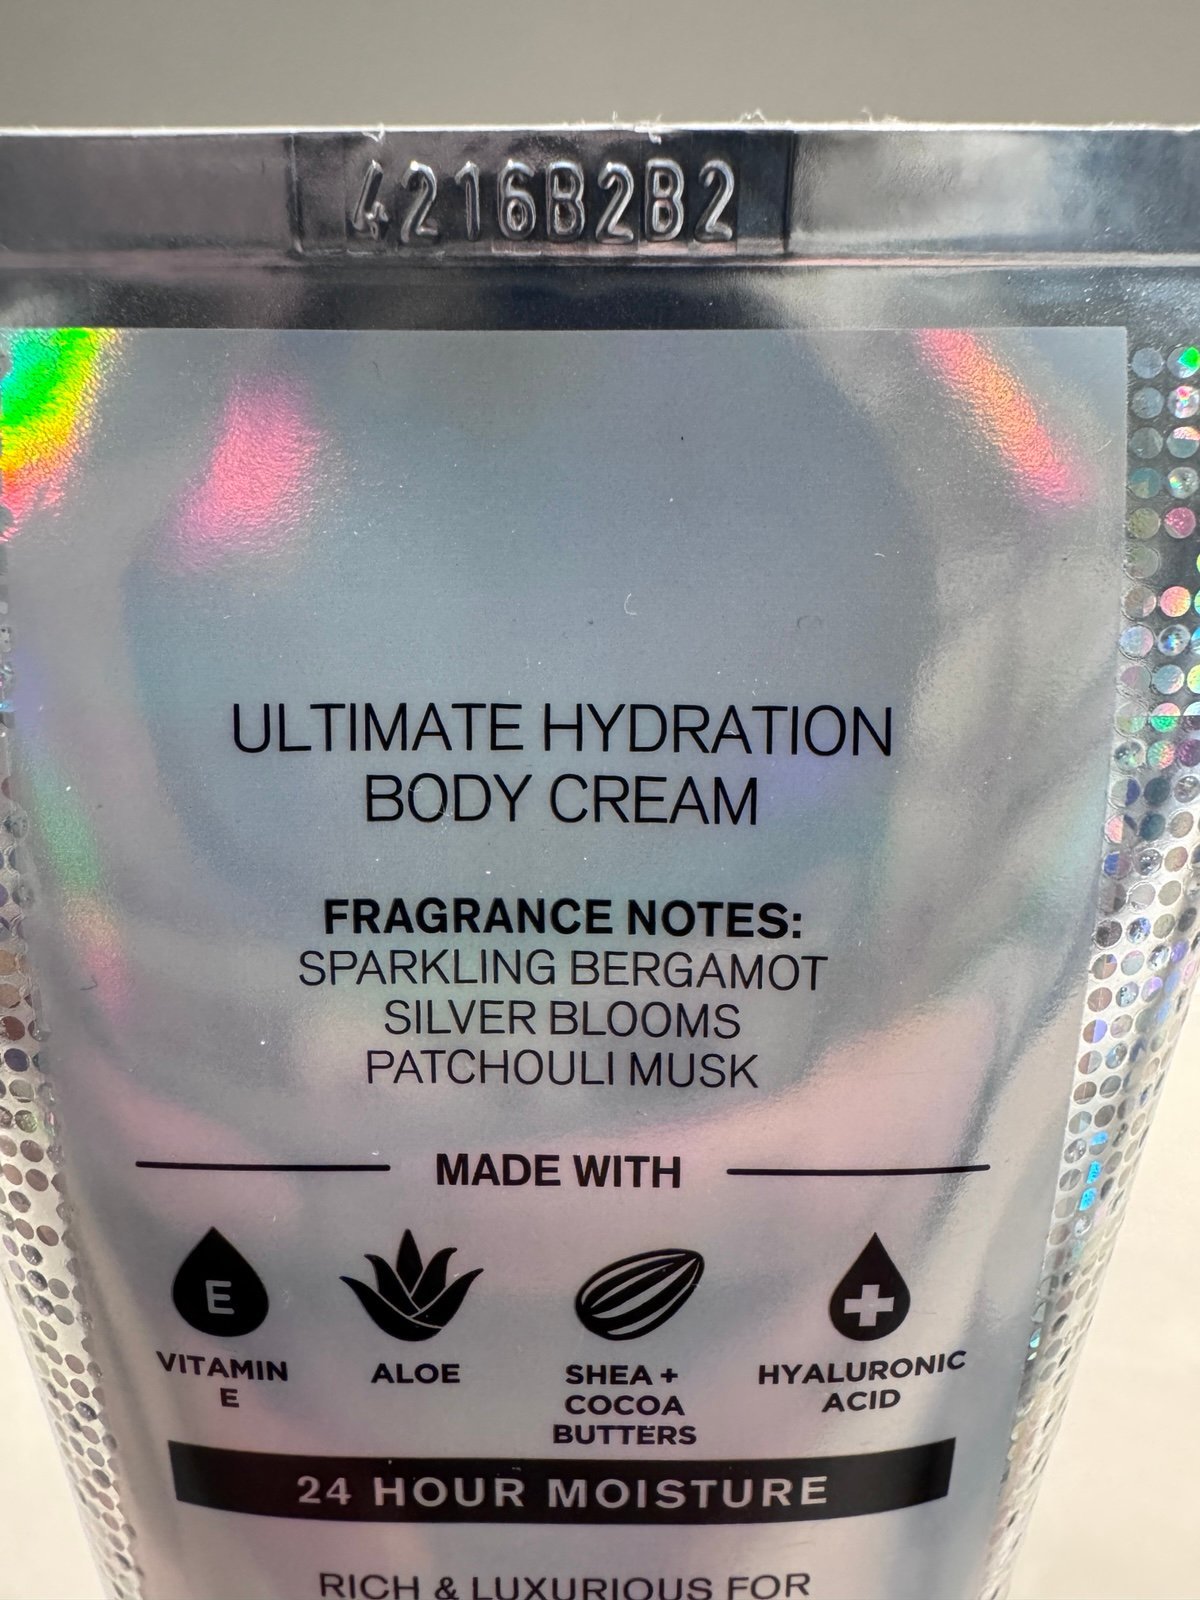 4216B2B2
ULTIMATE HYDRATION
BODY CREAM
FRAGRANCE NOTES:
SPARKLING BERGAMOT
SILVER BLOOMS
PATCHOULI MUSK
MADE WITH
E
VITAMIN
E
ALOE
SHEA +
COCOA
BUTTERS
HYALURONIC
ACID
24 HOUR MOISTURE
RICH & LUXURIOUS FOR